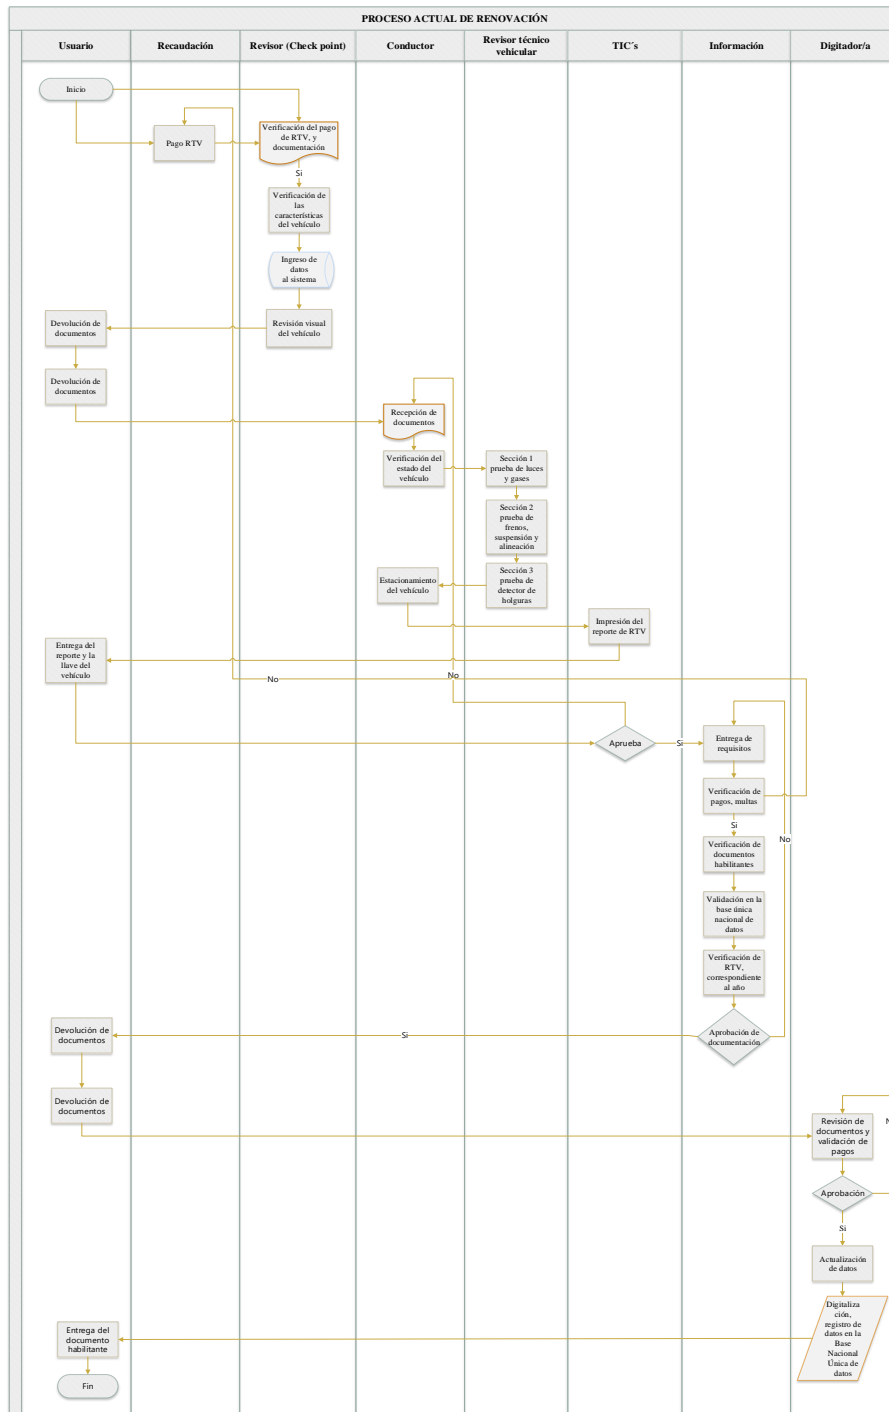 PROCESO ACTUAL DE RENOVACIÓN
Usuario
Recaudación
Revisor (Check point)
Conductor
Revisor técnico
vehicular
TIC´s
Información
Digitador/a
Inicio
Pago RTV
Verificación del pago
de RTV, y
documentación
Si
Verificación de
las
características
del vehículo
Ingreso de
datos
al sistema
Revisión visual
del vehículo
Devolución de
documentos
Devolución de
documentos
Recepción de
documentos
Verificación del
estado del
vehículo
Sección 1
prueba de luces
y gases
Sección 2
prueba de
frenos,
suspensión y
alineación
Sección 3
prueba de
detector de
holguras
Estacionamiento
del vehículo
Impresión del
reporte de RTV
Entrega del
reporte y la
llave del
vehículo
No
No
Aprueba
Si
Entrega de
requisitos
Verificación de
pagos, multas
Si
No
Verificación de
documentos
habilitantes
Validación en la
base única
nacional de
datos
Verificación de
RTV,
correspondiente
al año
Aprobación de
documentación
Si
Devolución de
documentos
Devolución de
documentos
Revisión de
documentos y
validación de
pagos
N
Aprobación
Si
Actualización
de datos
Digitaliza
ción,
registro de
datos en la
Base
Nacional
Única de
datos
Entrega del
documento
habilitante
Fin